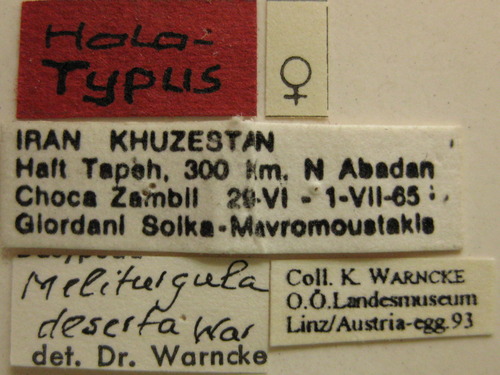 Holo-
Typus
♀
IRAN KHUZESTAN
Haft Tapeh, 300 km. N Abadan
Choca Zambil 29-VI - 1-VII-65
Giordani Soika-Mavromoustakis
Meliturgula
deserta War
det. Dr. Warncke
Coll. K. WARNCKE
O.Ö.Landesmuseum
Linz/Austria-egg.93